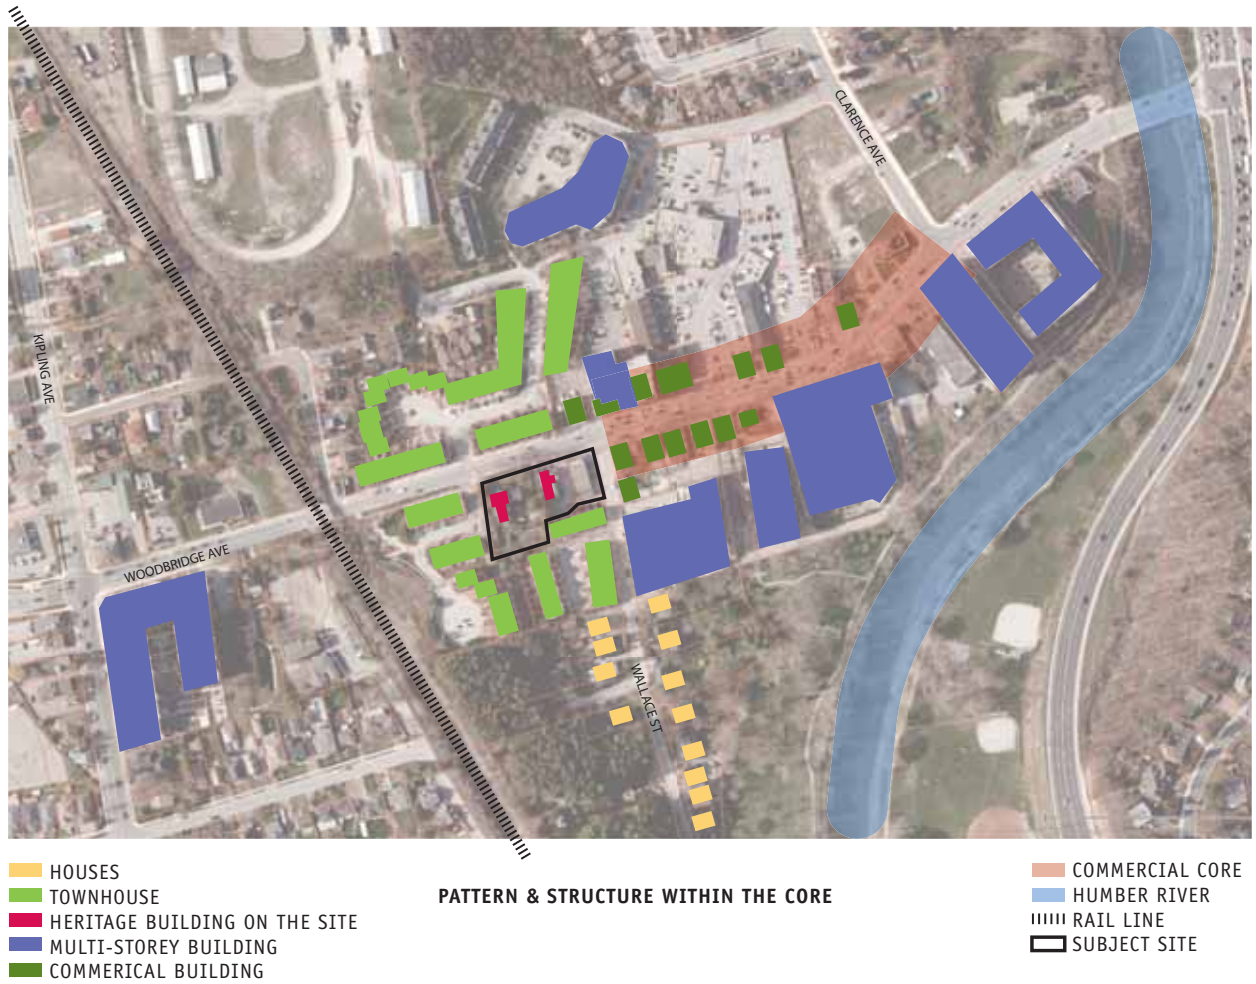 CLARENCE AVE
KIPLING AVE
WOODBRIDGE AVE
WALLACE ST
HOUSES
TOWNHOUSE
HERITAGE BUILDING ON THE SITE
MULTI-STOREY BUILDING
COMMERICAL BUILDING
PATTERN & STRUCTURE WITHIN THE CORE
COMMERCIAL CORE
HUMBER RIVER
RAIL LINE
SUBJECT SITE